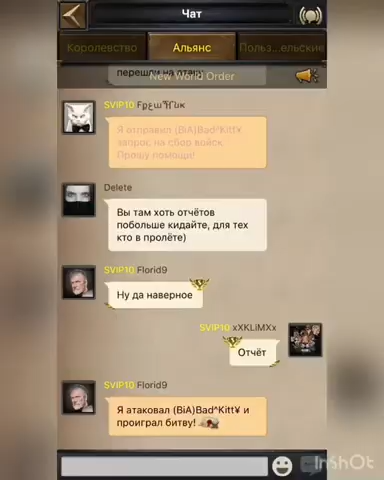 Чат
Королевство
Альянс
Польз...ельские
перешли на атаку
New World Order
SVIP10
Я отправил (BiA)Bad^Kitt¥
запрос на сбор войск.
Прошу помощи!
Delete
Вы там хоть отчётов
побольше кидайте, для тех
кто в пролёте)
SVIP10 Florid9
Ну да наверное
SVIP10 xXKLiMXx
Отчёт
SVIP10 Florid9
Я атаковал (BiA)Bad^Kitt¥ и
проиграл битву!
InShOt